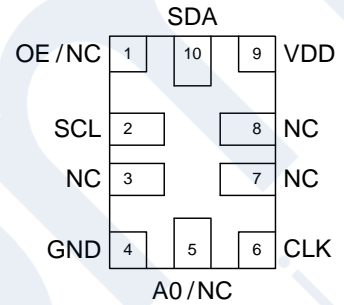 SDA
OE/NC 1 10 9 VDD
SCL 2 8 NC
NC 3 7 NC
GND 4 5 6 CLK
A0/NC